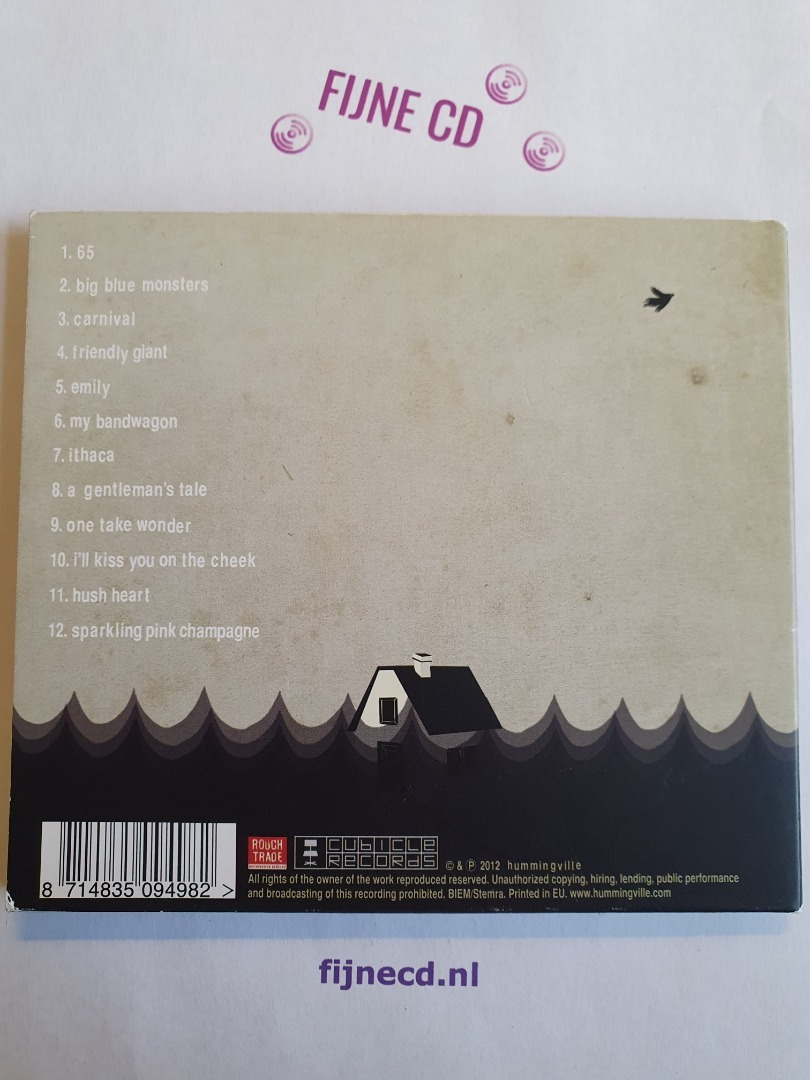 FIJNE CD
1. 65
2. big blue monsters
3. carnival
4. friendly giant
5. emily
6. my bandwagon
7. ithaca
8. a gentleman's tale
9. one take wonder
10. i'll kiss you on the cheek
11. hush heart
12. sparkling pink champagne
8 714835 094982 >
ROUGH
TRADE
CUBICLE
RECORDS
© & ℗ 2012 hummingville
All rights of the owner of the work reproduced reserved. Unauthorized copying, hiring, lending, public performance
and broadcasting of this recording prohibited. BIEM/Stemra. Printed in EU. www.hummingville.com
fijnecd.nl